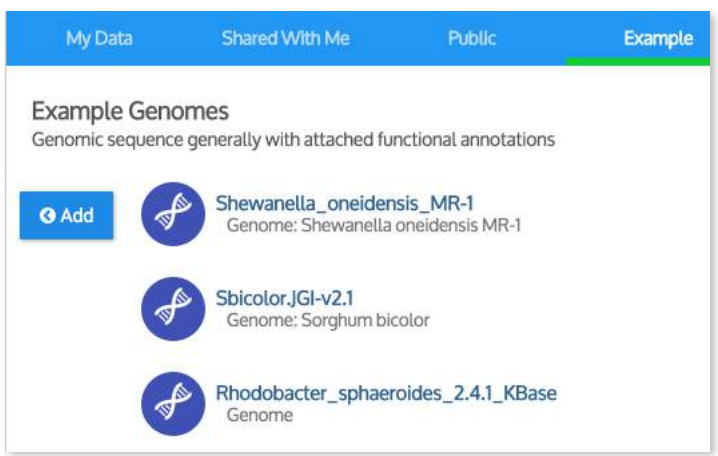 My Data Shared With Me Public Example
Example Genomes
Genomic sequence generally with attached functional annotations
Add
Shewanella_oneidensis_MR-1
Genome: Shewanella oneidensis MR-1
Sbicolor.JGI-v2.1
Genome: Sorghum bicolor
Rhodobacter_sphaeroides_2.4.1_KBase
Genome